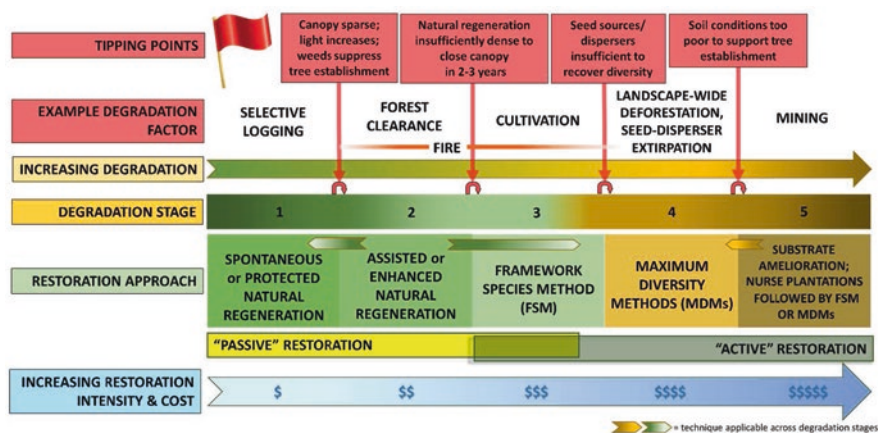 TIPPING POINTS
Canopy sparse;
light increases;
weeds suppress
tree establishment
Natural regeneration
insufficiently dense to
close canopy
in 2-3 years
Seed sources/
dispersers
insufficient to
recover diversity
Soil conditions too
poor to support tree
establishment
EXAMPLE DEGRADATION
FACTOR
SELECTIVE
LOGGING
FOREST
CLEARANCE
FIRE
CULTIVATION
LANDSCAPE-WIDE
DEFORESTATION,
SEED-DISPERSER
EXTIRPATION
MINING
INCREASING DEGRADATION
DEGRADATION STAGE
1
2
3
4
5
RESTORATION APPROACH
SPONTANEOUS
or PROTECTED
NATURAL
REGENERATION
ASSISTED or
ENHANCED
NATURAL
REGENERATION
FRAMEWORK
SPECIES METHOD
(FSM)
MAXIMUM
DIVERSITY
METHODS (MDMs)
SUBSTRATE
AMELIORATION;
NURSE PLANTATIONS
FOLLOWED BY FSM
OR MDMs
"PASSIVE" RESTORATION
"ACTIVE" RESTORATION
INCREASING RESTORATION
INTENSITY & COST
$
$$
$$$
$$$$
$$$$$
= technique applicable across degradation stages